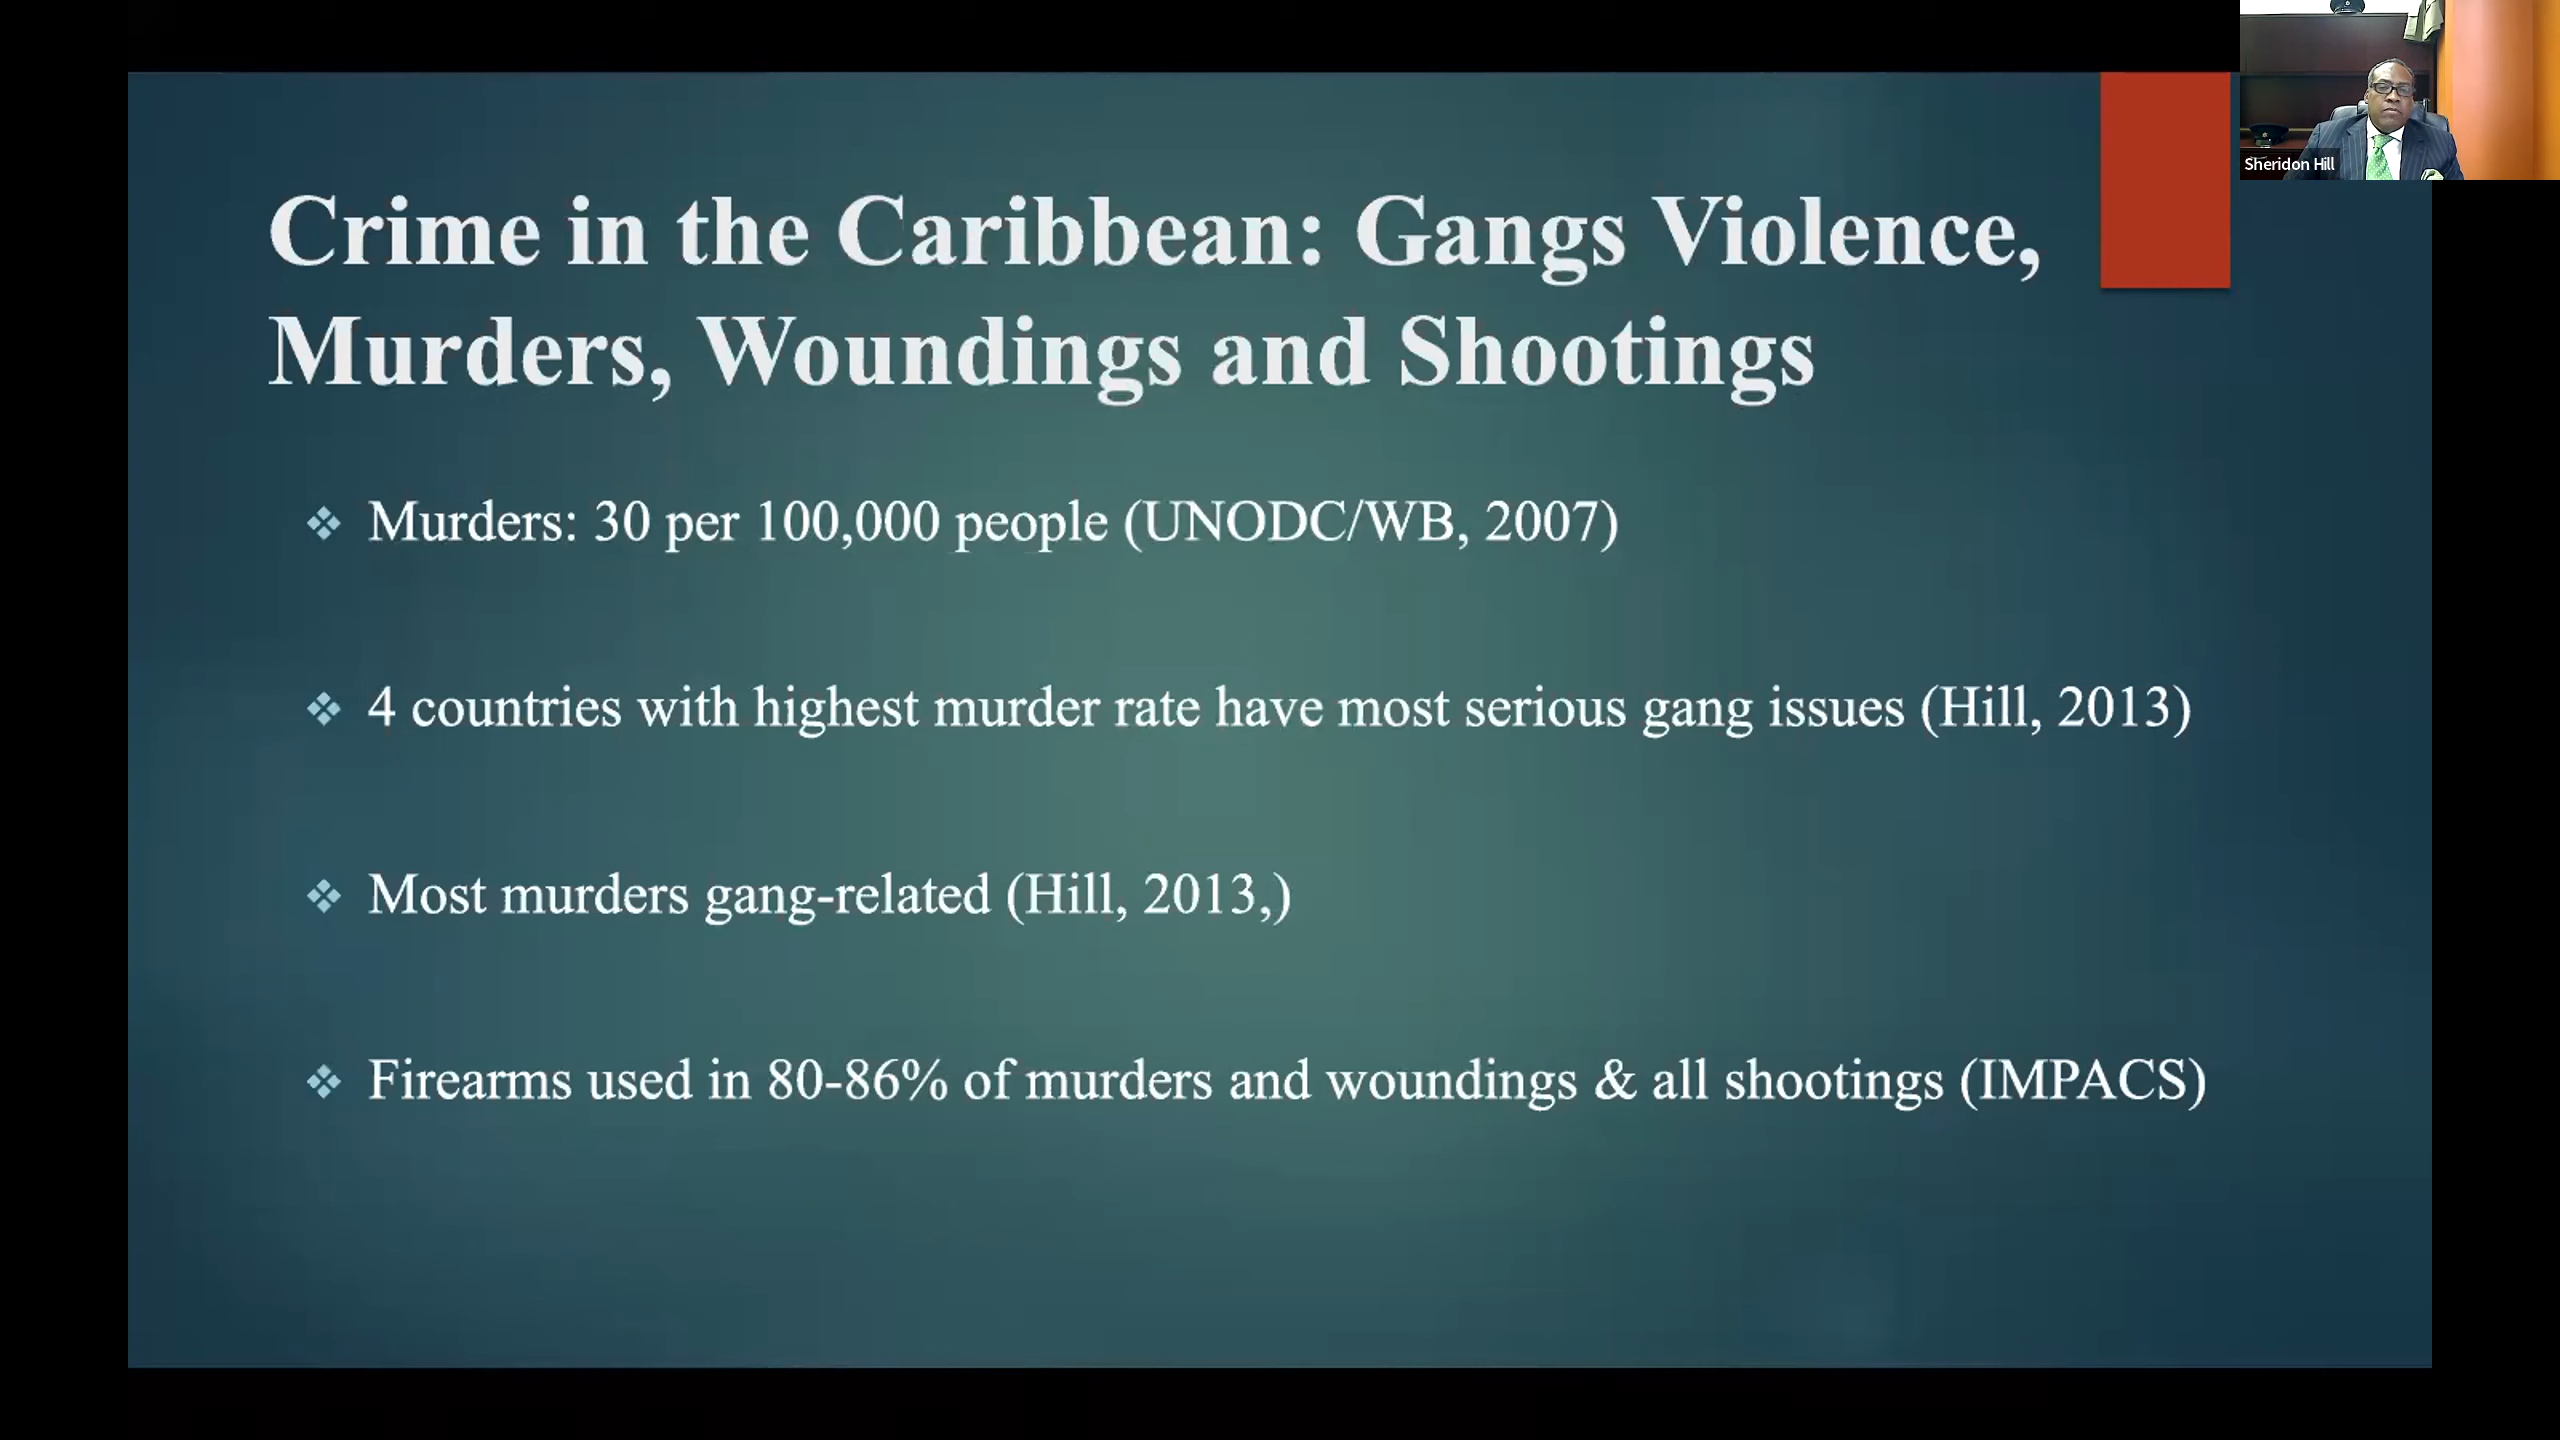 Sheridon Hill
Crime in the Caribbean: Gangs Violence,
Murders, Woundings and Shootings
❖ Murders: 30 per 100,000 people (UNODC/WB, 2007)
❖ 4 countries with highest murder rate have most serious gang issues (Hill, 2013)
❖ Most murders gang-related (Hill, 2013,)
❖ Firearms used in 80-86% of murders and woundings & all shootings (IMPACS)